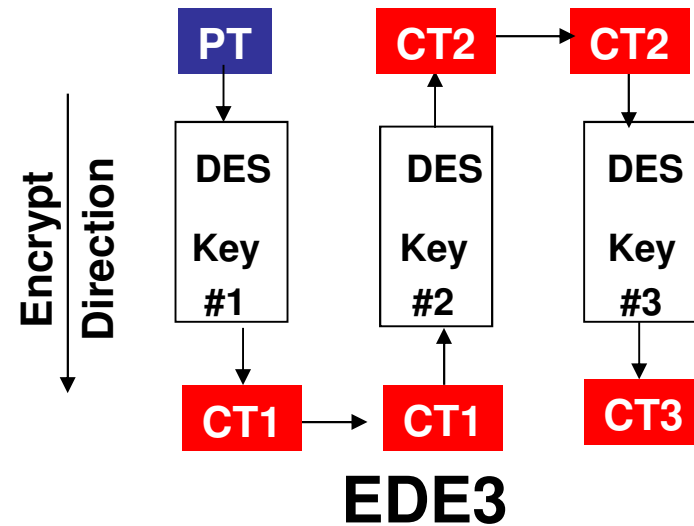 PT
CT2
CT2
Encrypt
Direction
DES
Key
#1
DES
Key
#2
DES
Key
#3
CT1
CT1
CT3
EDE3